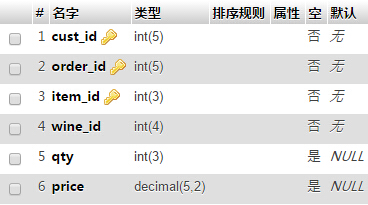 # 名字 类型 排序规则 属性 空 默认
1 cust_id int(5) 否 无
2 order_id int(5) 否 无
3 item_id int(3) 否 无
4 wine_id int(4) 否 无
5 qty int(3) 是 NULL
6 price decimal(5,2) 是 NULL